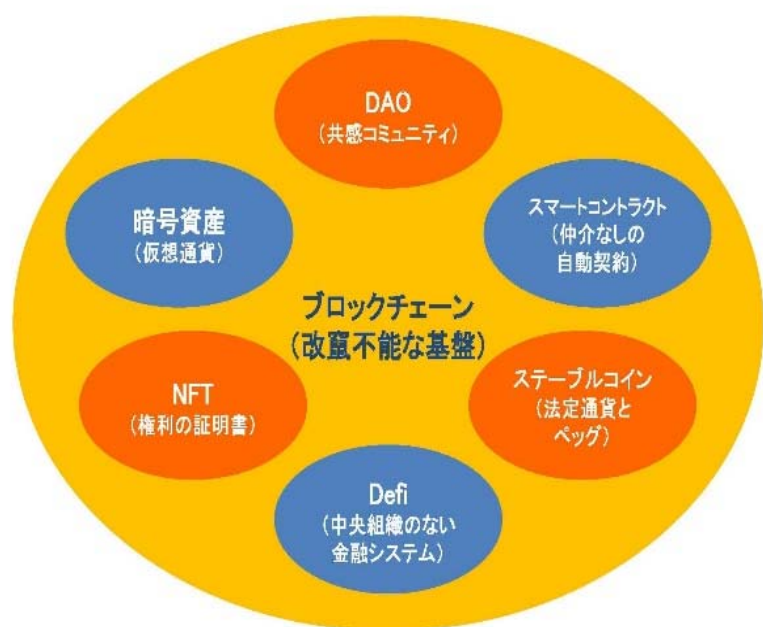 DAO
(共感コミュニティ)
暗号資産
(仮想通貨)
スマートコントラクト
(仲介なしの
自動契約)
ブロックチェーン
(改竄不能な基盤)
NFT
(権利の証明書)
ステーブルコイン
(法定通貨と
ペッグ)
Defi
(中央組織のない
金融システム)